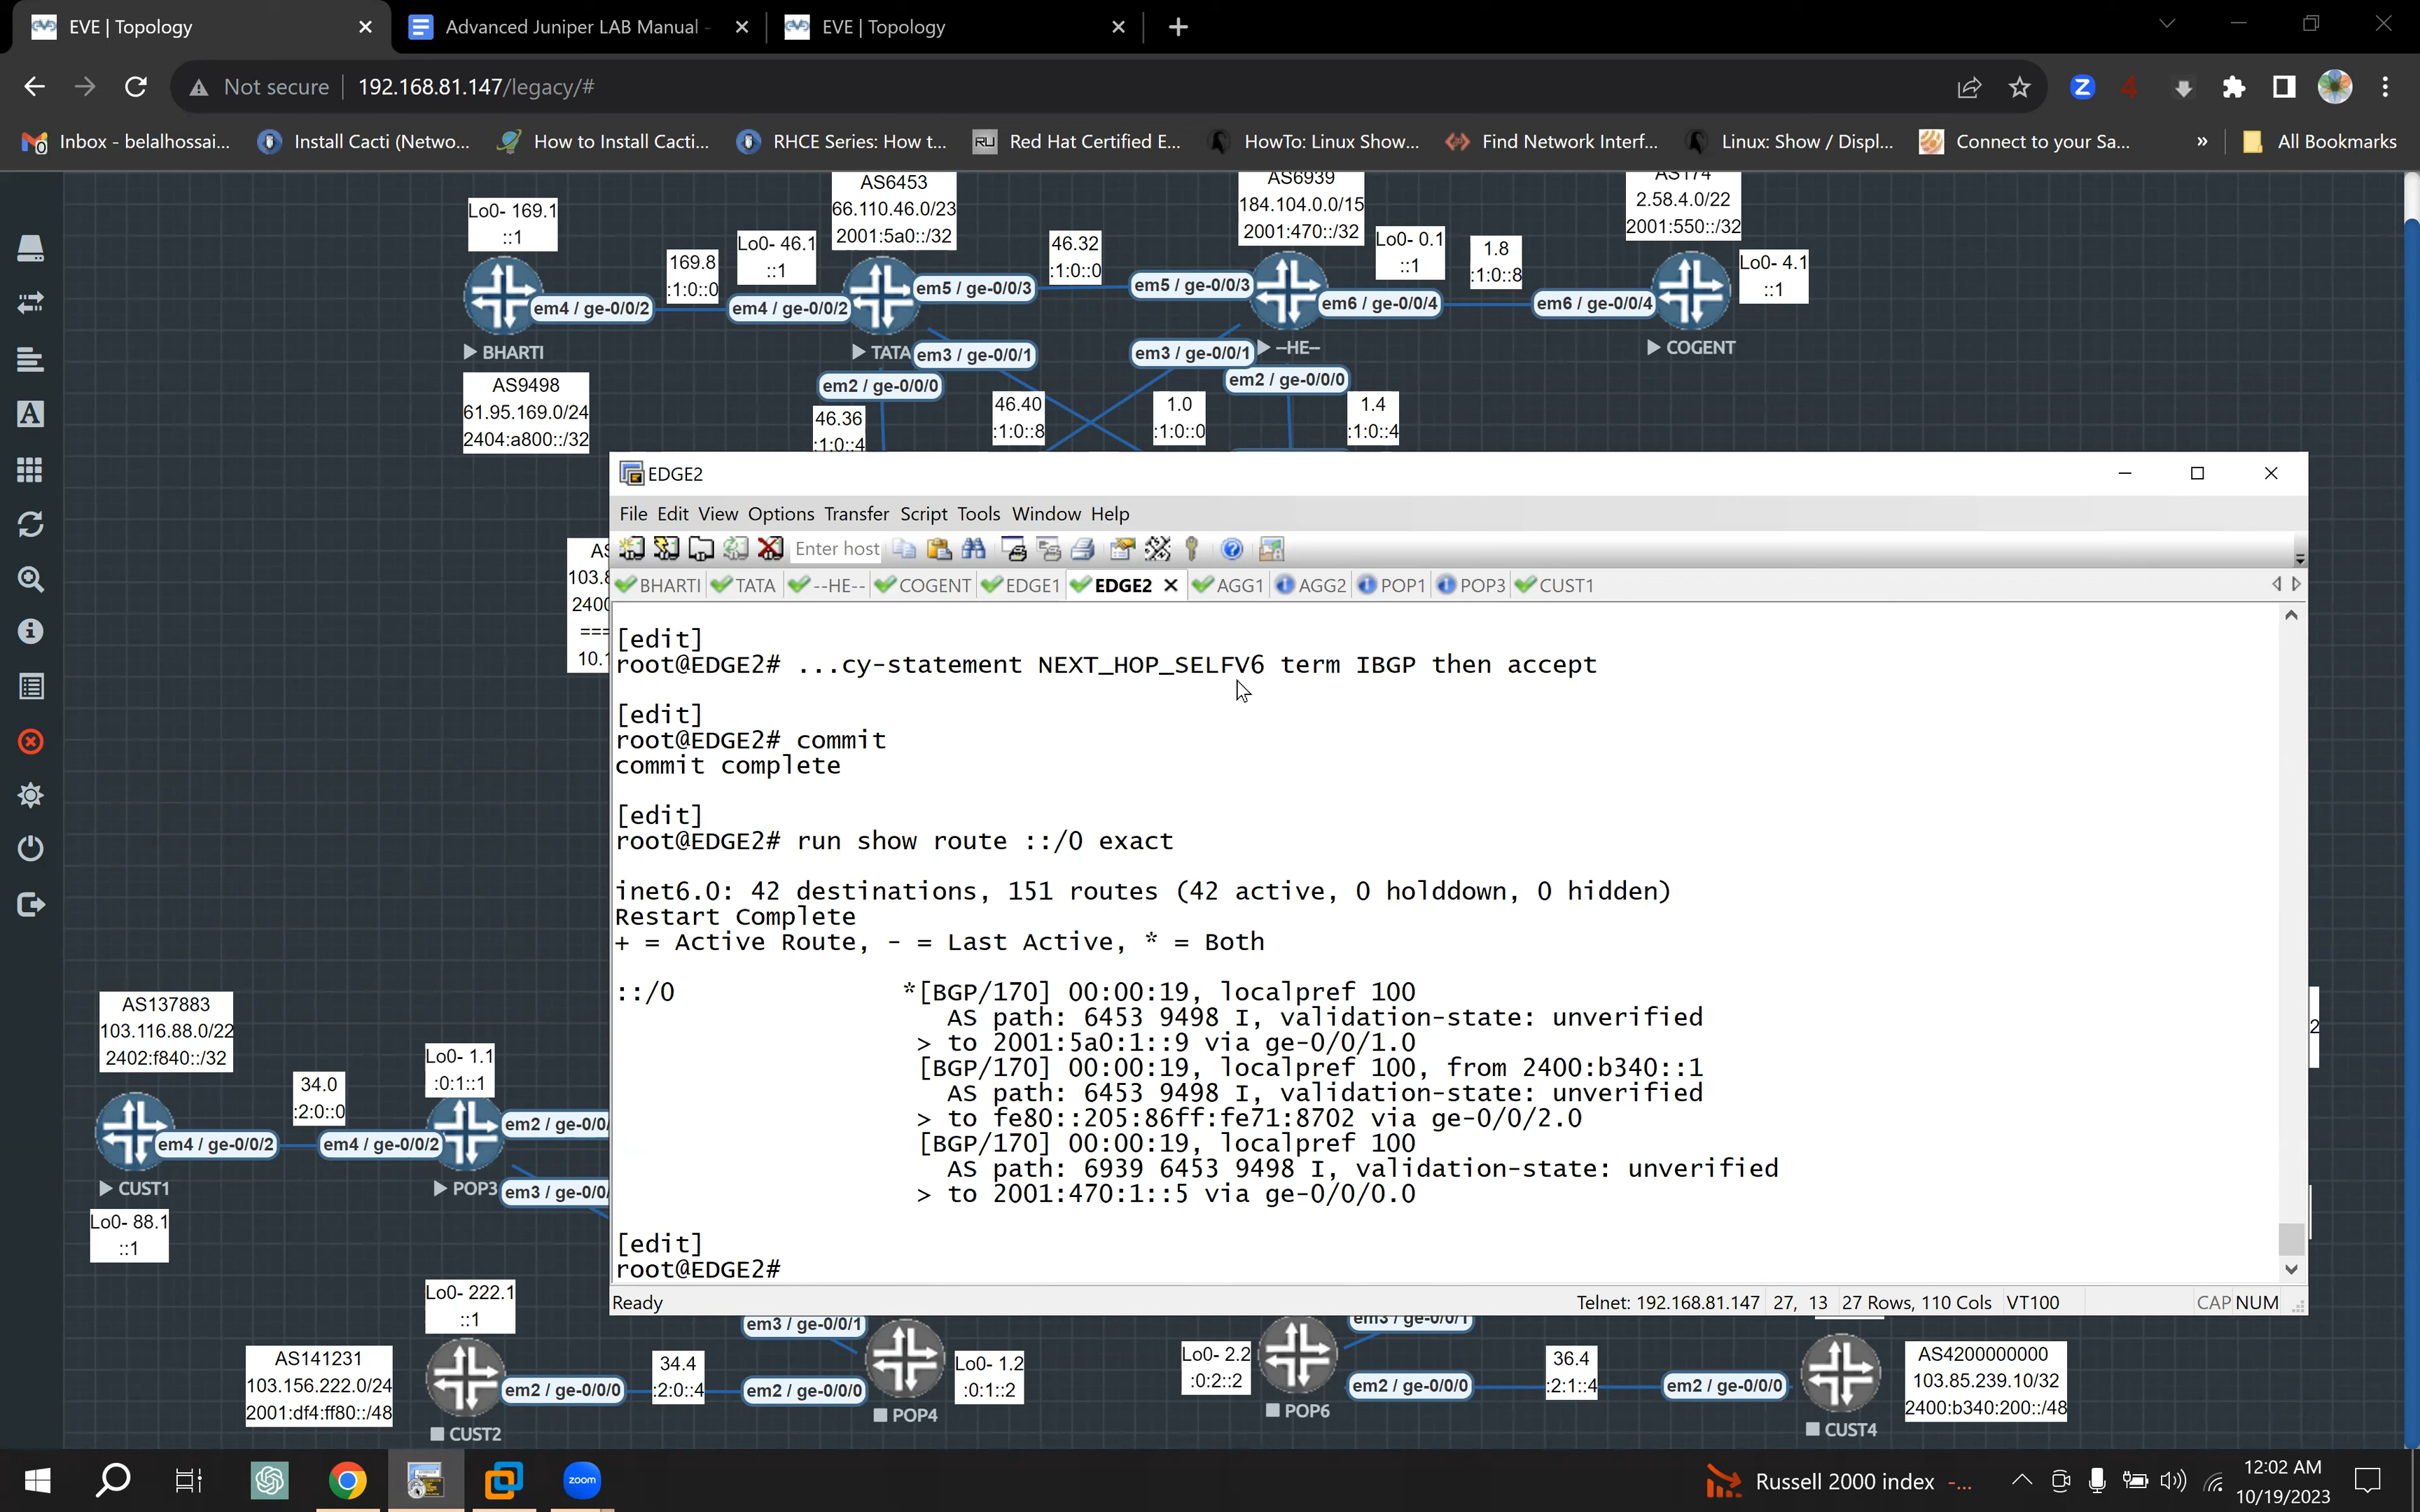 EVE | Topology
Advanced Juniper LAB Manual -
EVE | Topology
Not secure
192.168.81.147/legacy/#
Inbox - belalhossai...
Install Cacti (Netwo...
How to Install Cacti...
RHCE Series: How t...
RU
Red Hat Certified E...
HowTo: Linux Show...
Find Network Interf...
Linux: Show / Displ...
Connect to your Sa...
»
All Bookmarks
Lo0- 169.1
::1
169.8
:1:0::0
Lo0- 46.1
::1
AS6453
66.110.46.0/23
2001:5a0::/32
46.32
:1:0::0
AS6939
184.104.0.0/15
2001:470::/32
Lo0- 0.1
::1
1.8
:1:0::8
AS174
2.58.4.0/22
2001:550::/32
Lo0- 4.1
::1
em4 / ge-0/0/2
em4 / ge-0/0/2
em5 / ge-0/0/3
em5 / ge-0/0/3
em6 / ge-0/0/4
em6 / ge-0/0/4
BHARTI
TATA
em3 / ge-0/0/1
em3 / ge-0/0/1
–HE–
COGENT
em2 / ge-0/0/0
em2 / ge-0/0/0
AS9498
61.95.169.0/24
2404:a800::/32
46.36
:1:0::4
46.40
:1:0::8
1.0
:1:0::0
1.4
:1:0::4
EDGE2
File Edit View Options Transfer Script Tools Window Help
Enter host
BHARTI
TATA
--HE--
COGENT
EDGE1
EDGE2
AGG1
AGG2
POP1
POP3
CUST1
[edit]
root@EDGE2# ...cy-statement NEXT_HOP_SELFV6 term IBGP then accept
[edit]
root@EDGE2# commit
commit complete
[edit]
root@EDGE2# run show route ::/0 exact
inet6.0: 42 destinations, 151 routes (42 active, 0 holddown, 0 hidden)
Restart Complete
+ = Active Route, - = Last Active, * = Both
::/0 *[BGP/170] 00:00:19, localpref 100
AS path: 6453 9498 I, validation-state: unverified
> to 2001:5a0:1::9 via ge-0/0/1.0
[BGP/170] 00:00:19, localpref 100, from 2400:b340::1
AS path: 6453 9498 I, validation-state: unverified
> to fe80::205:86ff:fe71:8702 via ge-0/0/2.0
[BGP/170] 00:00:19, localpref 100
AS path: 6939 6453 9498 I, validation-state: unverified
> to 2001:470:1::5 via ge-0/0/0.0
[edit]
root@EDGE2#
Ready
Telnet: 192.168.81.147
27, 13
27 Rows, 110 Cols
VT100
CAP NUM
AS137883
103.116.88.0/22
2402:f840::/32
34.0
:2:0::0
Lo0- 1.1
:0:1::1
em4 / ge-0/0/2
em4 / ge-0/0/2
em2 / ge-0/0/
CUST1
POP3
em3 / ge-0/0/
Lo0- 88.1
::1
Lo0- 222.1
::1
AS141231
103.156.222.0/24
2001:df4:ff80::/48
em2 / ge-0/0/0
34.4
:2:0::4
em3 / ge-0/0/1
em2 / ge-0/0/0
Lo0- 1.2
:0:1::2
CUST2
POP4
Lo0- 2.2
:0:2::2
em3 / ge-0/0/1
em2 / ge-0/0/0
36.4
:2:1::4
em2 / ge-0/0/0
POP6
CUST4
AS4200000000
103.85.239.10/32
2400:b340:200::/48
zoom
Russell 2000 index -...
12:02 AM
10/19/2023